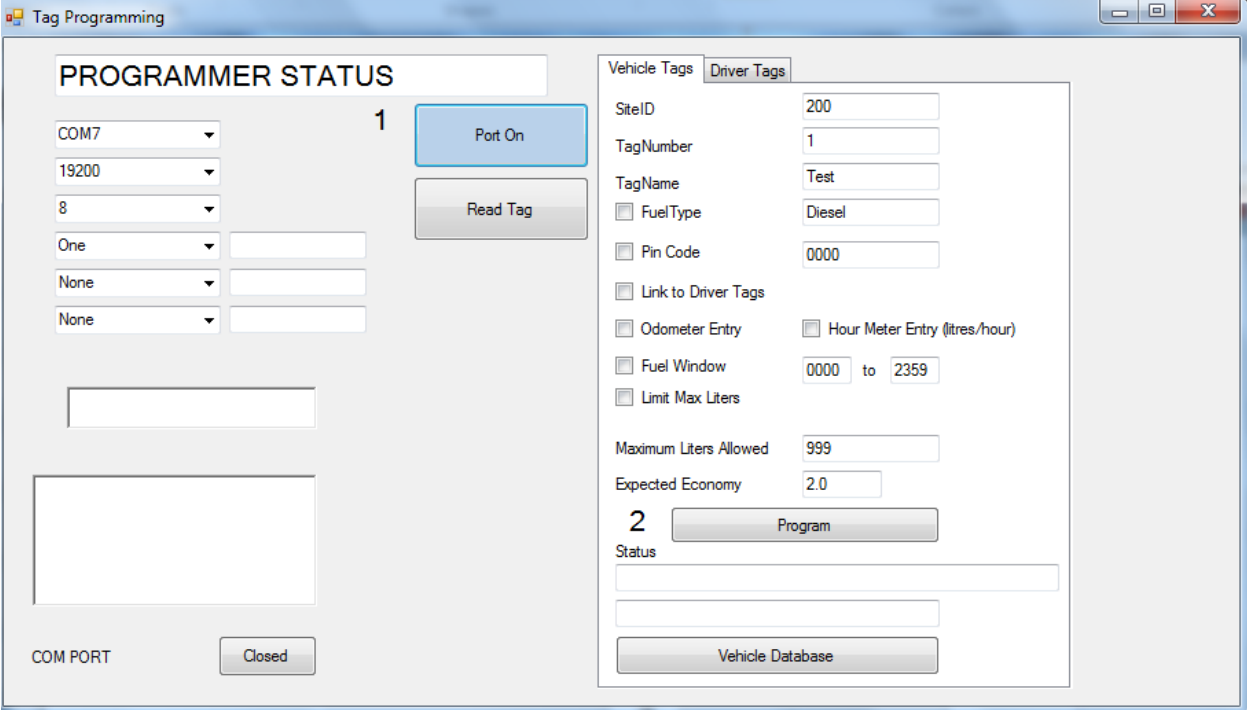 Tag Programming
PROGRAMMER STATUS
1
Port On
COM7
19200
8
Read Tag
One
None
None
COM PORT
Closed
Vehicle Tags
Driver Tags
SiteID
200
TagNumber
1
TagName
Test
FuelType
Diesel
Pin Code
0000
Link to Driver Tags
Odometer Entry
Hour Meter Entry (litres/hour)
Fuel Window
0000 to 2359
Limit Max Liters
Maximum Liters Allowed
999
Expected Economy
2.0
2
Program
Status
Vehicle Database